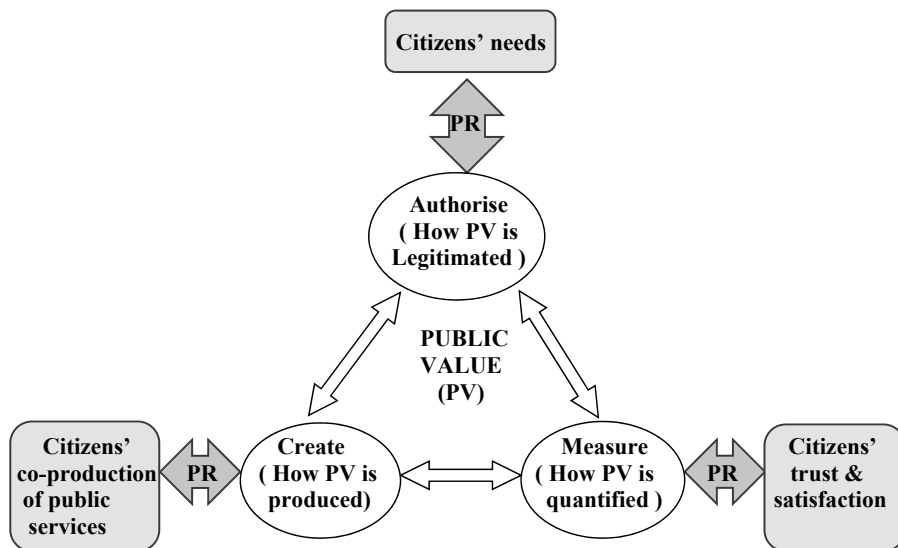 Citizens' needs
PR
Authorise
( How PV is
Legitimated )
PUBLIC
VALUE
(PV)
Citizens'
co-production
of public
services
PR
Create
( How PV is
produced)
Measure
( How PV is
quantified )
PR
Citizens'
trust &
satisfaction